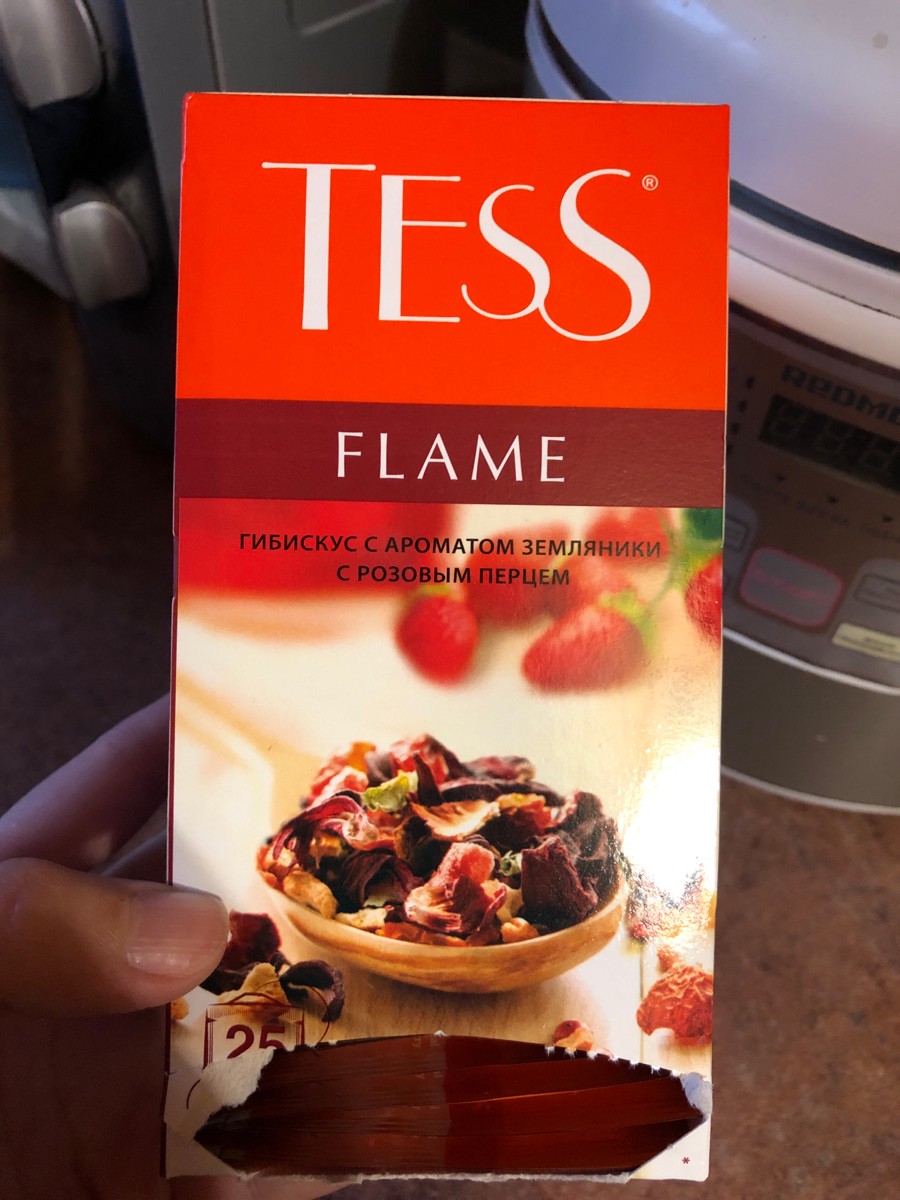 TESS®
FLAME
ГИБИСКУС С АРОМАТОМ ЗЕМЛЯНИКИ
С РОЗОВЫМ ПЕРЦЕМ
25
*